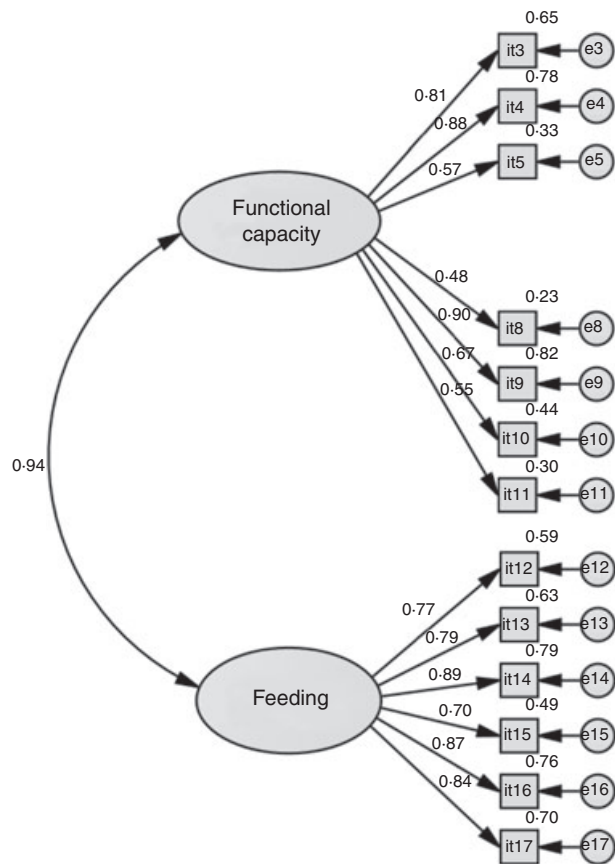 0·65
it3
e3
0·81
0·78
it4
e4
0·88
0·33
it5
e5
0·57
Functional
capacity
0·48
0·23
it8
e8
0·90
0·82
it9
e9
0·67
0·44
it10
e10
0·55
0·30
it11
e11
0·94
0·59
it12
e12
0·77
0·63
it13
e13
0·79
0·79
it14
e14
0·89
Feeding
0·49
it15
e15
0·70
0·76
it16
e16
0·87
0·70
it17
e17
0·84